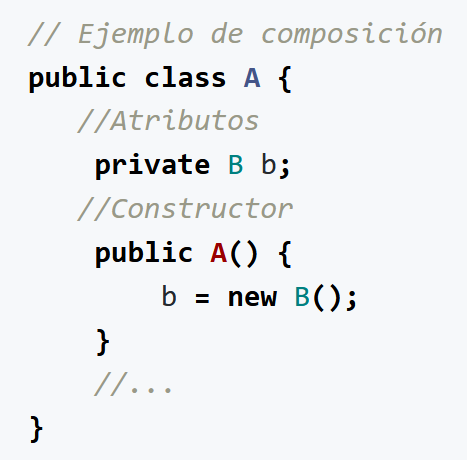 // Ejemplo de composición
public class A {
//Atributos
private B b;
//Constructor
public A() {
b = new B();
}
//...
}